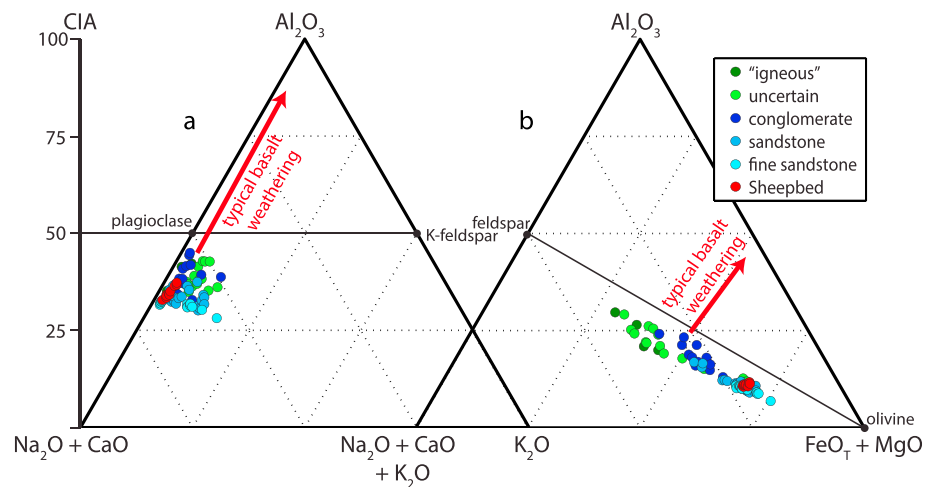 CIA
Al₂O₃
Al₂O₃
100
75
50
25
a
b
typical basalt
weathering
plagioclase
K-feldspar
feldspar
typical basalt
weathering
olivine
"igneous"
uncertain
conglomerate
sandstone
fine sandstone
Sheepbed
Na₂O + CaO
Na₂O + CaO
+ K₂O
K₂O
FeOT + MgO